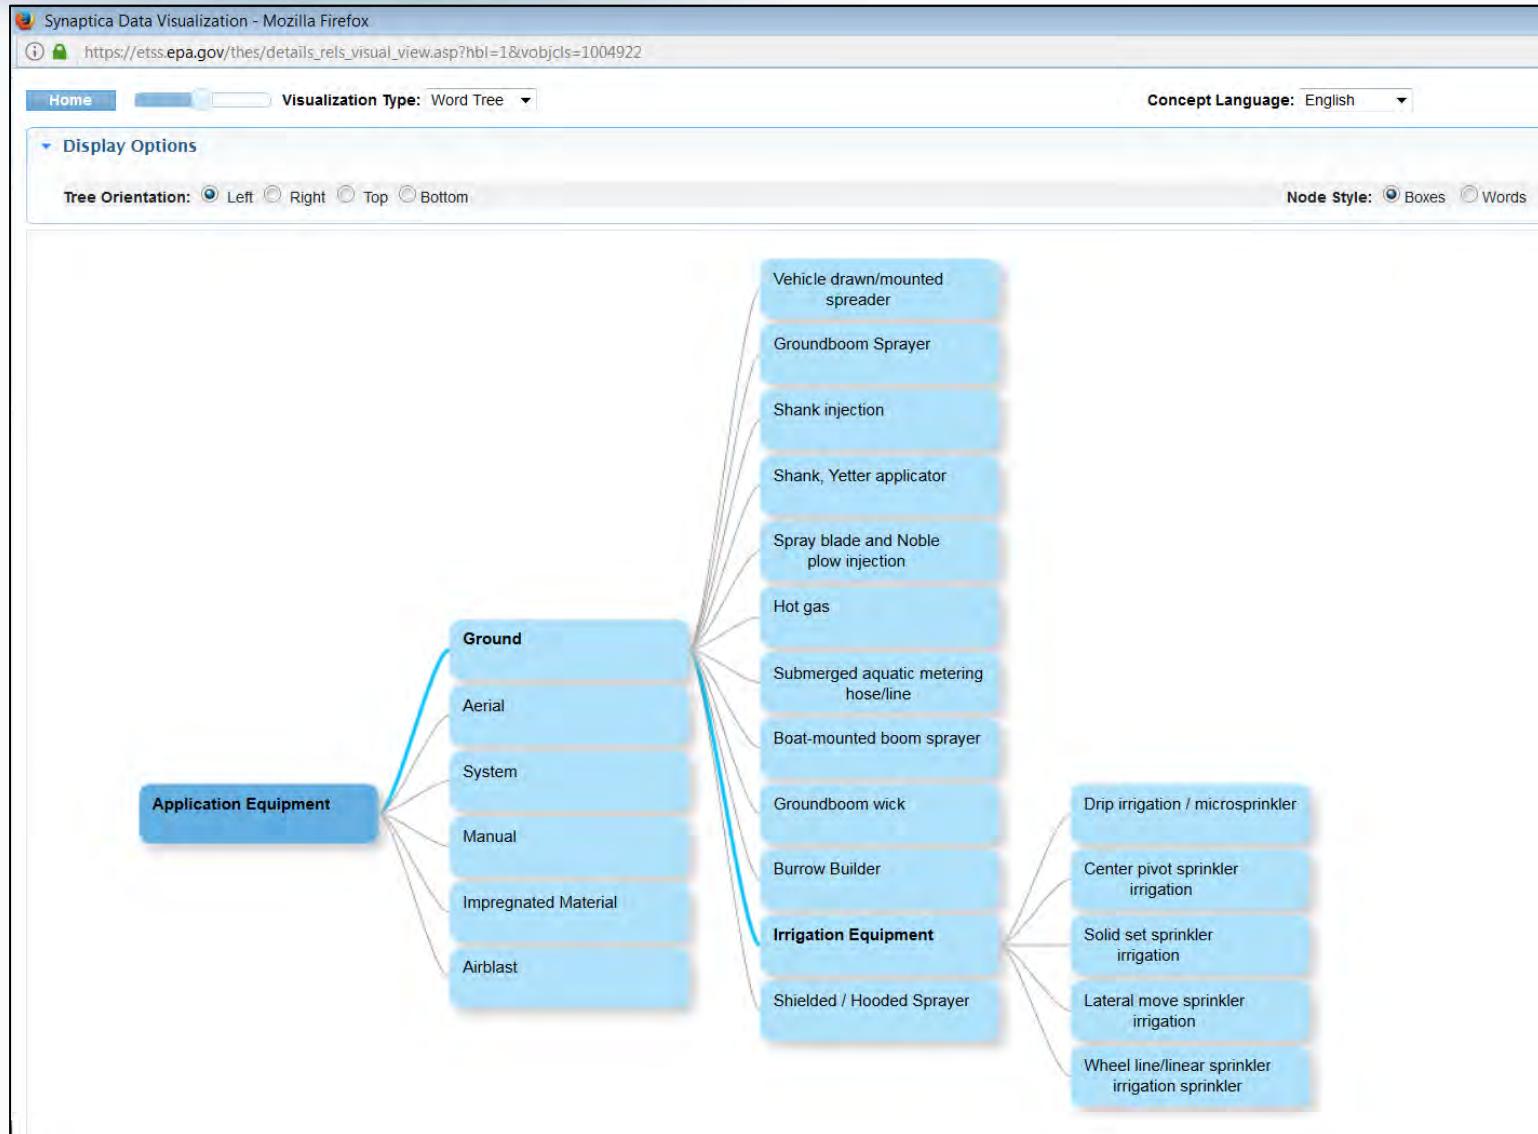 Synaptica Data Visualization - Mozilla Firefox
https://etss.epa.gov/thes/details_rels_visual_view.asp?hbl=1&vobjcls=1004922
Home Visualization Type: Word Tree Concept Language: English
Display Options
Tree Orientation: Left Right Top Bottom Node Style: Boxes Words
Application Equipment
Ground
Aerial
System
Manual
Impregnated Material
Airblast
Vehicle drawn/mounted
spreader
Groundboom Sprayer
Shank injection
Shank, Yetter applicator
Spray blade and Noble
plow injection
Hot gas
Submerged aquatic metering
hose/line
Boat-mounted boom sprayer
Groundboom wick
Burrow Builder
Irrigation Equipment
Shielded / Hooded Sprayer
Drip irrigation / microsprinkler
Center pivot sprinkler
irrigation
Solid set sprinkler
irrigation
Lateral move sprinkler
irrigation
Wheel line/linear sprinkler
irrigation sprinkler